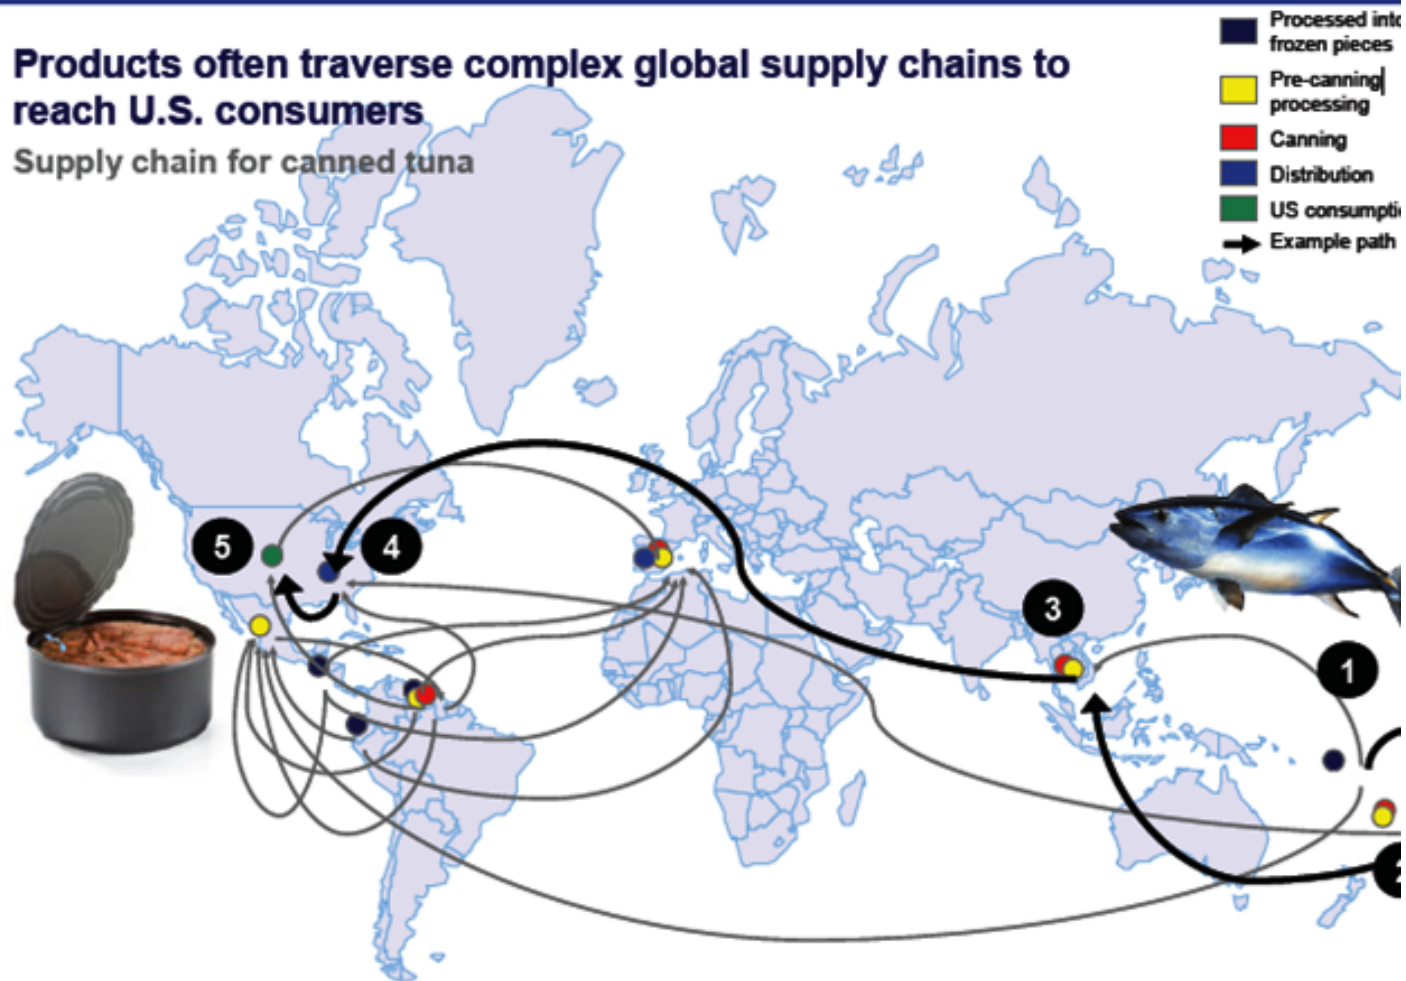 Products often traverse complex global supply chains to
reach U.S. consumers
Supply chain for canned tuna
Processed into
frozen pieces
Pre-canning
processing
Canning
Distribution
US consumpti
Example path
5
4
3
1
2